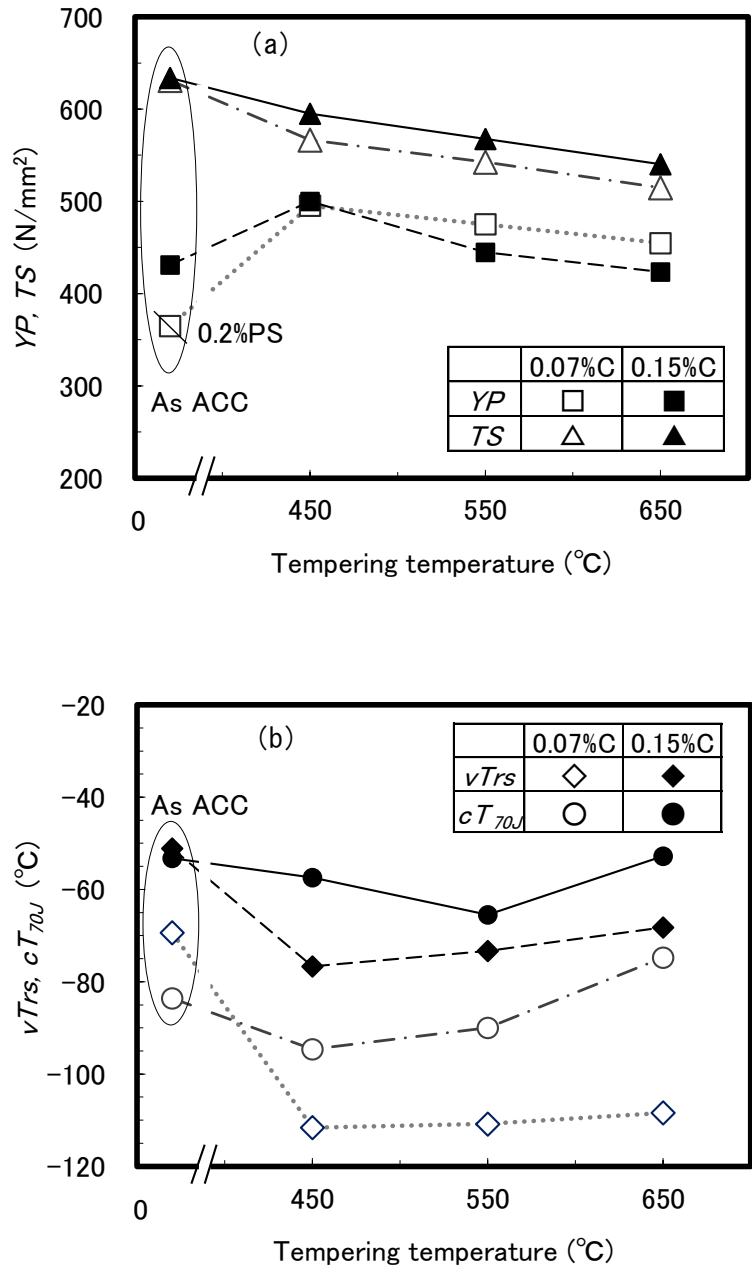 (a)
700
600
500
400
300
200
YP, TS (N/mm²)
0.2%PS
As ACC
0.07%C 0.15%C
YP □ ■
TS △ ▲
0 450 550 650
Tempering temperature (℃)
(b)
-20
-40
-60
-80
-100
-120
vTrs, cT70J (℃)
As ACC
0.07%C 0.15%C
vTrs ◇ ◆
cT70J ○ ●
0 450 550 650
Tempering temperature (℃)